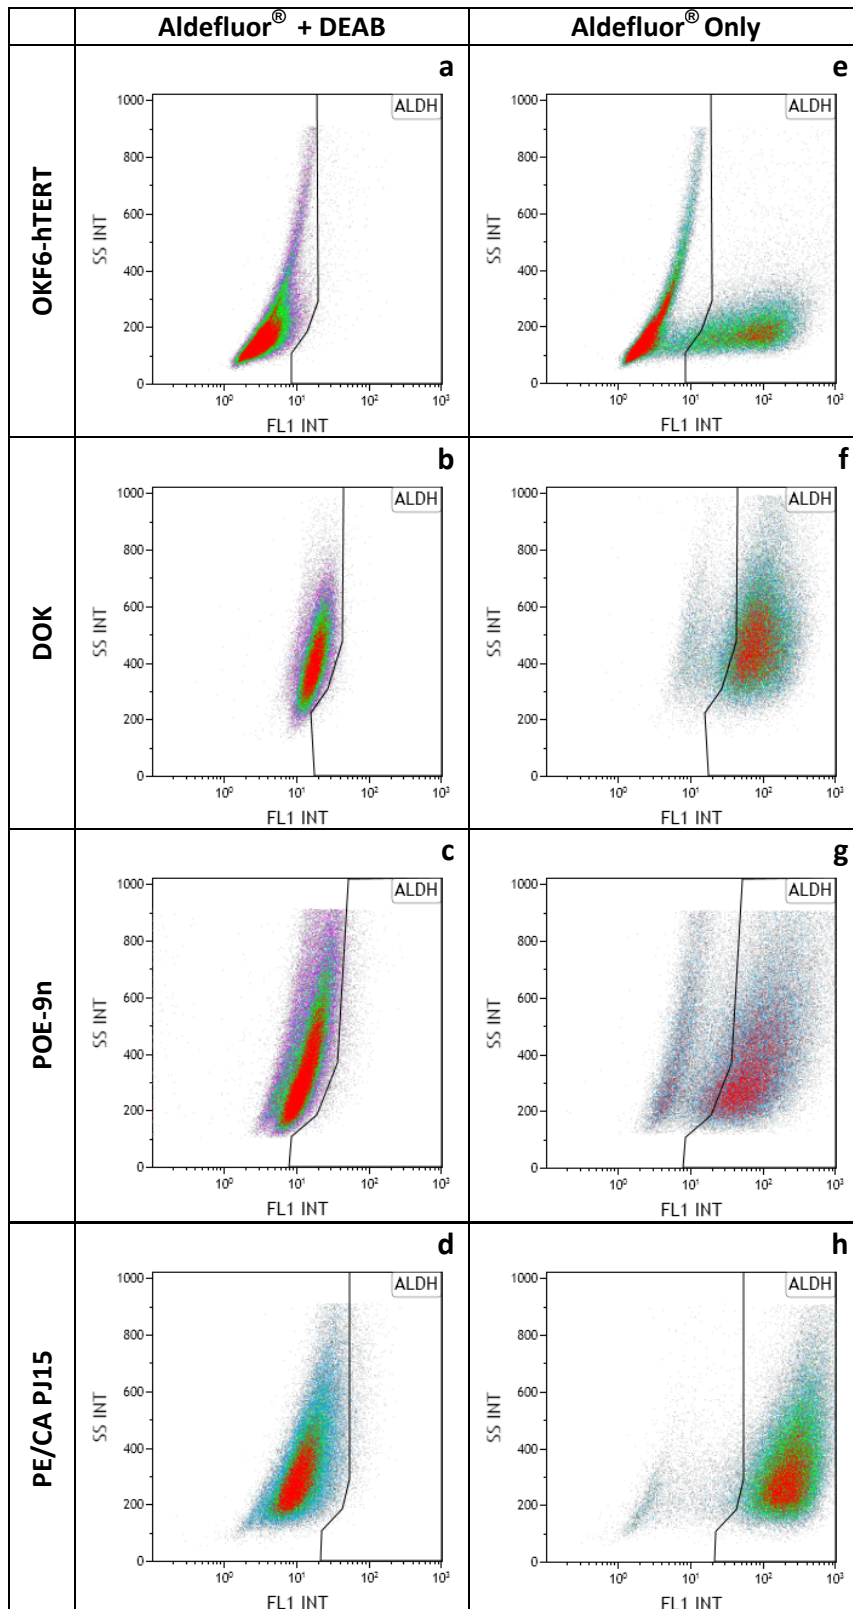 Aldefluor® + DEAB
Aldefluor® Only
OKF6-hTERT
a
1000
800
600
400
200
0
SS INT
ALDH
10⁰ 10¹ 10² 10³
FL1 INT
e
1000
800
600
400
200
0
SS INT
ALDH
10⁰ 10¹ 10² 10³
FL1 INT
DOK
b
1000
800
600
400
200
0
SS INT
ALDH
10⁰ 10¹ 10² 10³
FL1 INT
f
1000
800
600
400
200
0
SS INT
ALDH
10⁰ 10¹ 10² 10³
FL1 INT
POE-9n
c
1000
800
600
400
200
0
SS INT
ALDH
10⁰ 10¹ 10² 10³
FL1 INT
g
1000
800
600
400
200
0
SS INT
ALDH
10⁰ 10¹ 10² 10³
FL1 INT
PE/CA PJ15
d
1000
800
600
400
200
0
SS INT
ALDH
10⁰ 10¹ 10² 10³
FL1 INT
h
1000
800
600
400
200
0
SS INT
ALDH
10⁰ 10¹ 10² 10³
FL1 INT